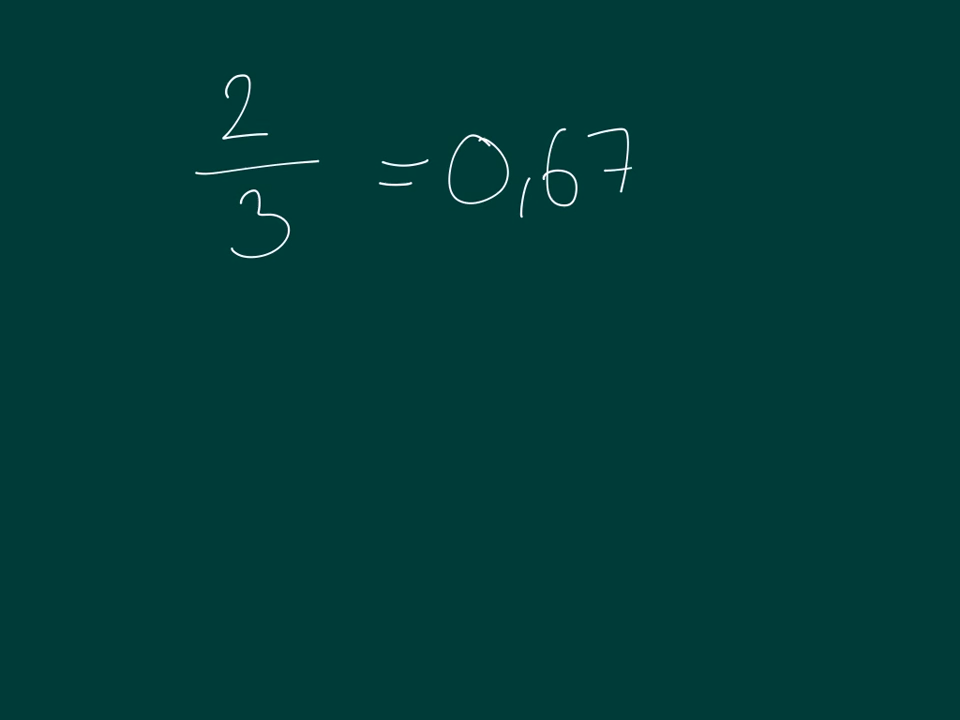 2/3 = 0,67